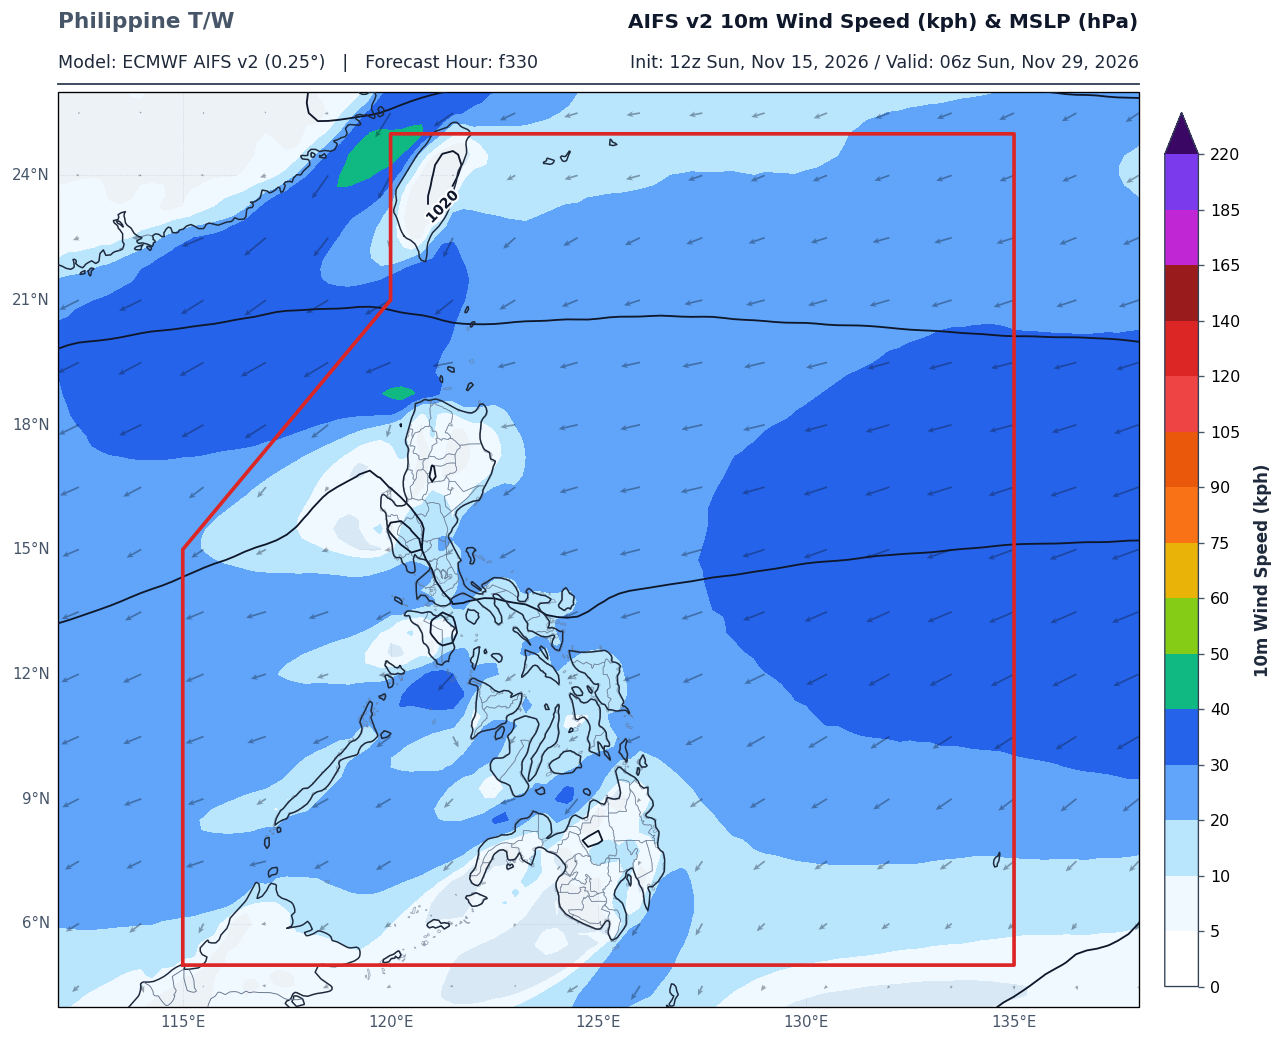 Philippine T/W
AIFS v2 10m Wind Speed (kph) & MSLP (hPa)
Model: ECMWF AIFS v2 (0.25°) | Forecast Hour: f330
Init: 12z Sun, Nov 15, 2026 / Valid: 06z Sun, Nov 29, 2026
24°N
21°N
18°N
15°N
12°N
9°N
6°N
115°E
120°E
125°E
130°E
135°E
1020
220
185
165
140
120
105
90
75
60
50
40
30
20
10
5
0
10m Wind Speed (kph)